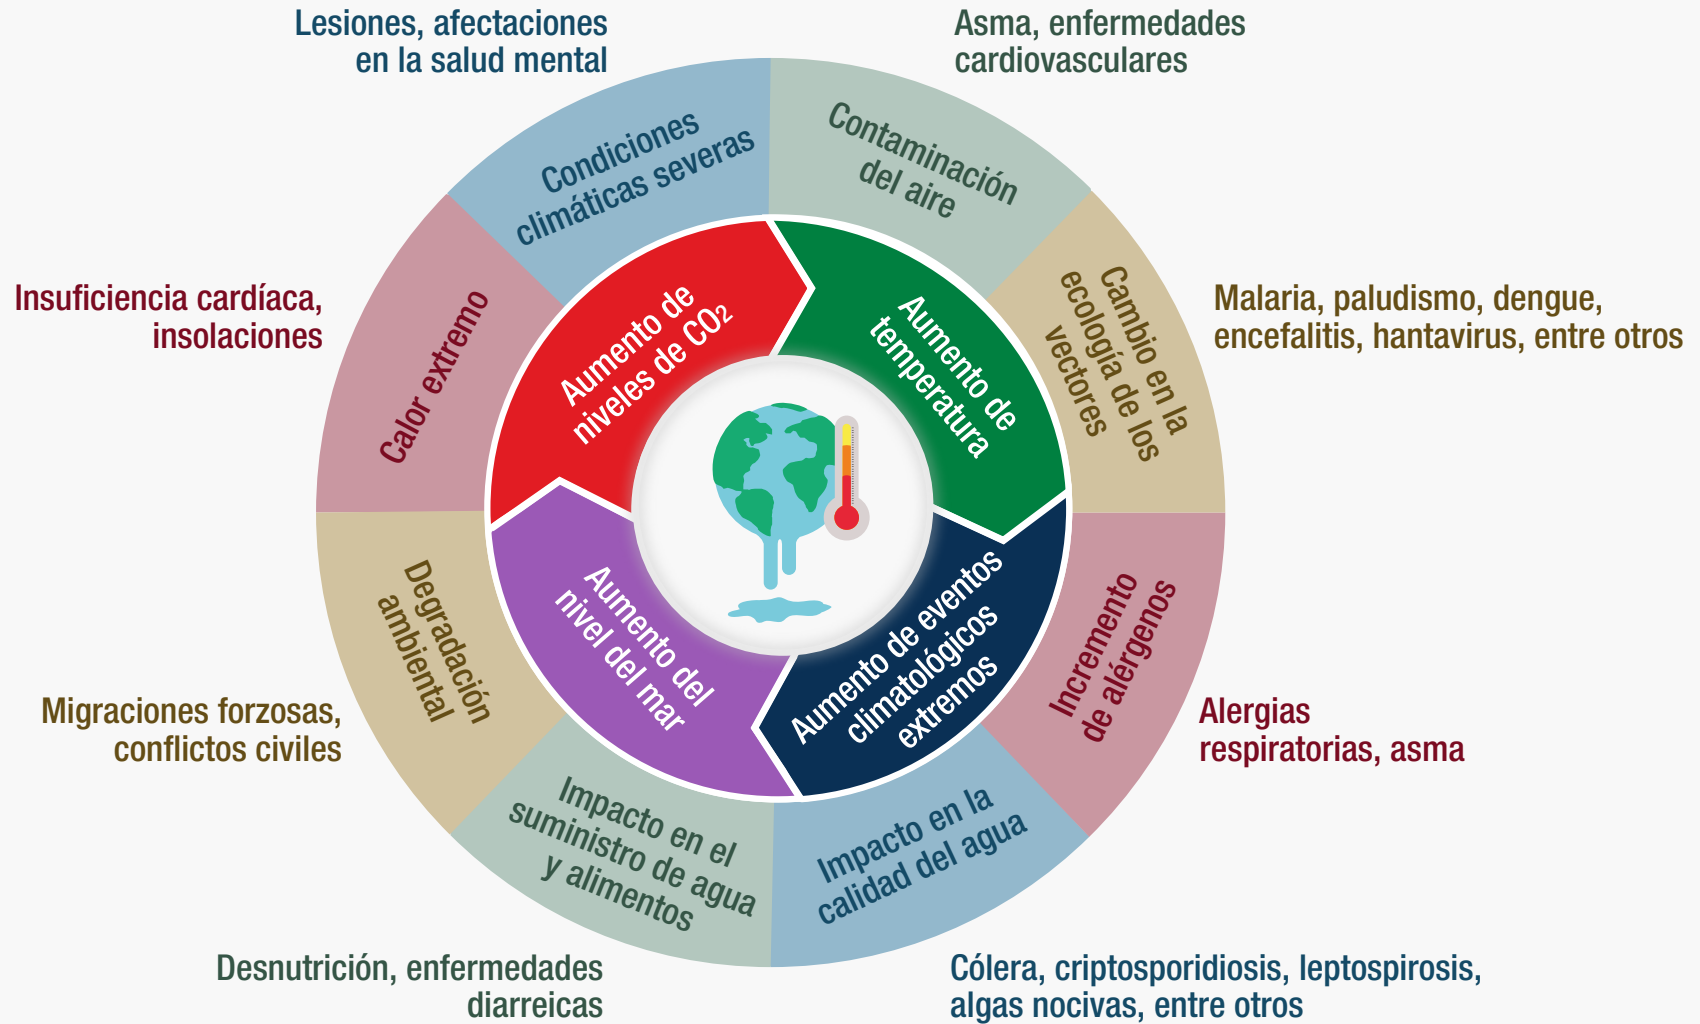 Lesiones, afectaciones
en la salud mental
Asma, enfermedades
cardiovasculares
Condiciones
climáticas severas
Contaminación
del aire
Insuficiencia cardíaca,
insolaciones
Calor extremo
Aumento de
niveles de CO₂
Aumento de
temperatura
Cambio en la
ecología de los
vectores
Malaria, paludismo, dengue,
encefalitis, hantavirus, entre otros
Degradación
ambiental
Aumento del
nivel del mar
Aumento de eventos
climatológicos
extremos
Incremento
de alérgenos
Migraciones forzosas,
conflictos civiles
Alergias
respiratorias, asma
Impacto en el
suministro de agua
y alimentos
Impacto en la
calidad del agua
Desnutrición, enfermedades
diarreicas
Cólera, criptosporidiosis, leptospirosis,
algas nocivas, entre otros